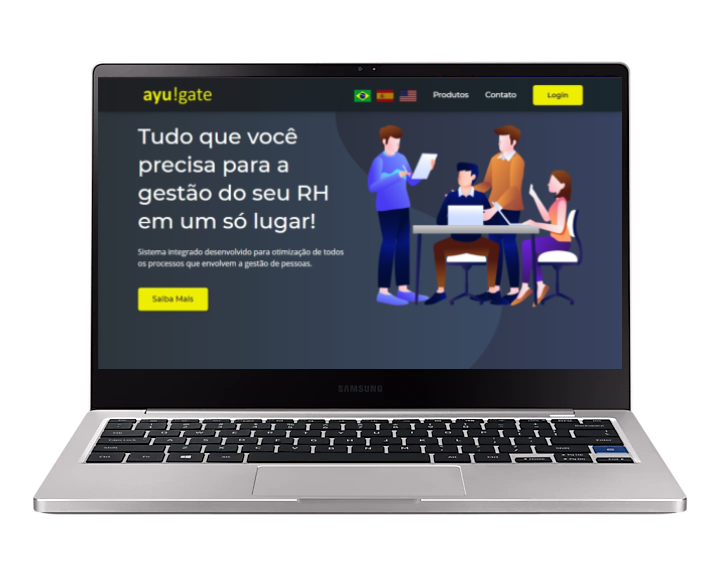 ayu!gate
Produtos
Contato
Login
Tudo que você
precisa para a
gestão do seu RH
em um só lugar!
Sistema integrado desenvolvido para otimização de todos
os processos que envolvem a gestão de pessoas.
Saiba Mais
SAMSUNG